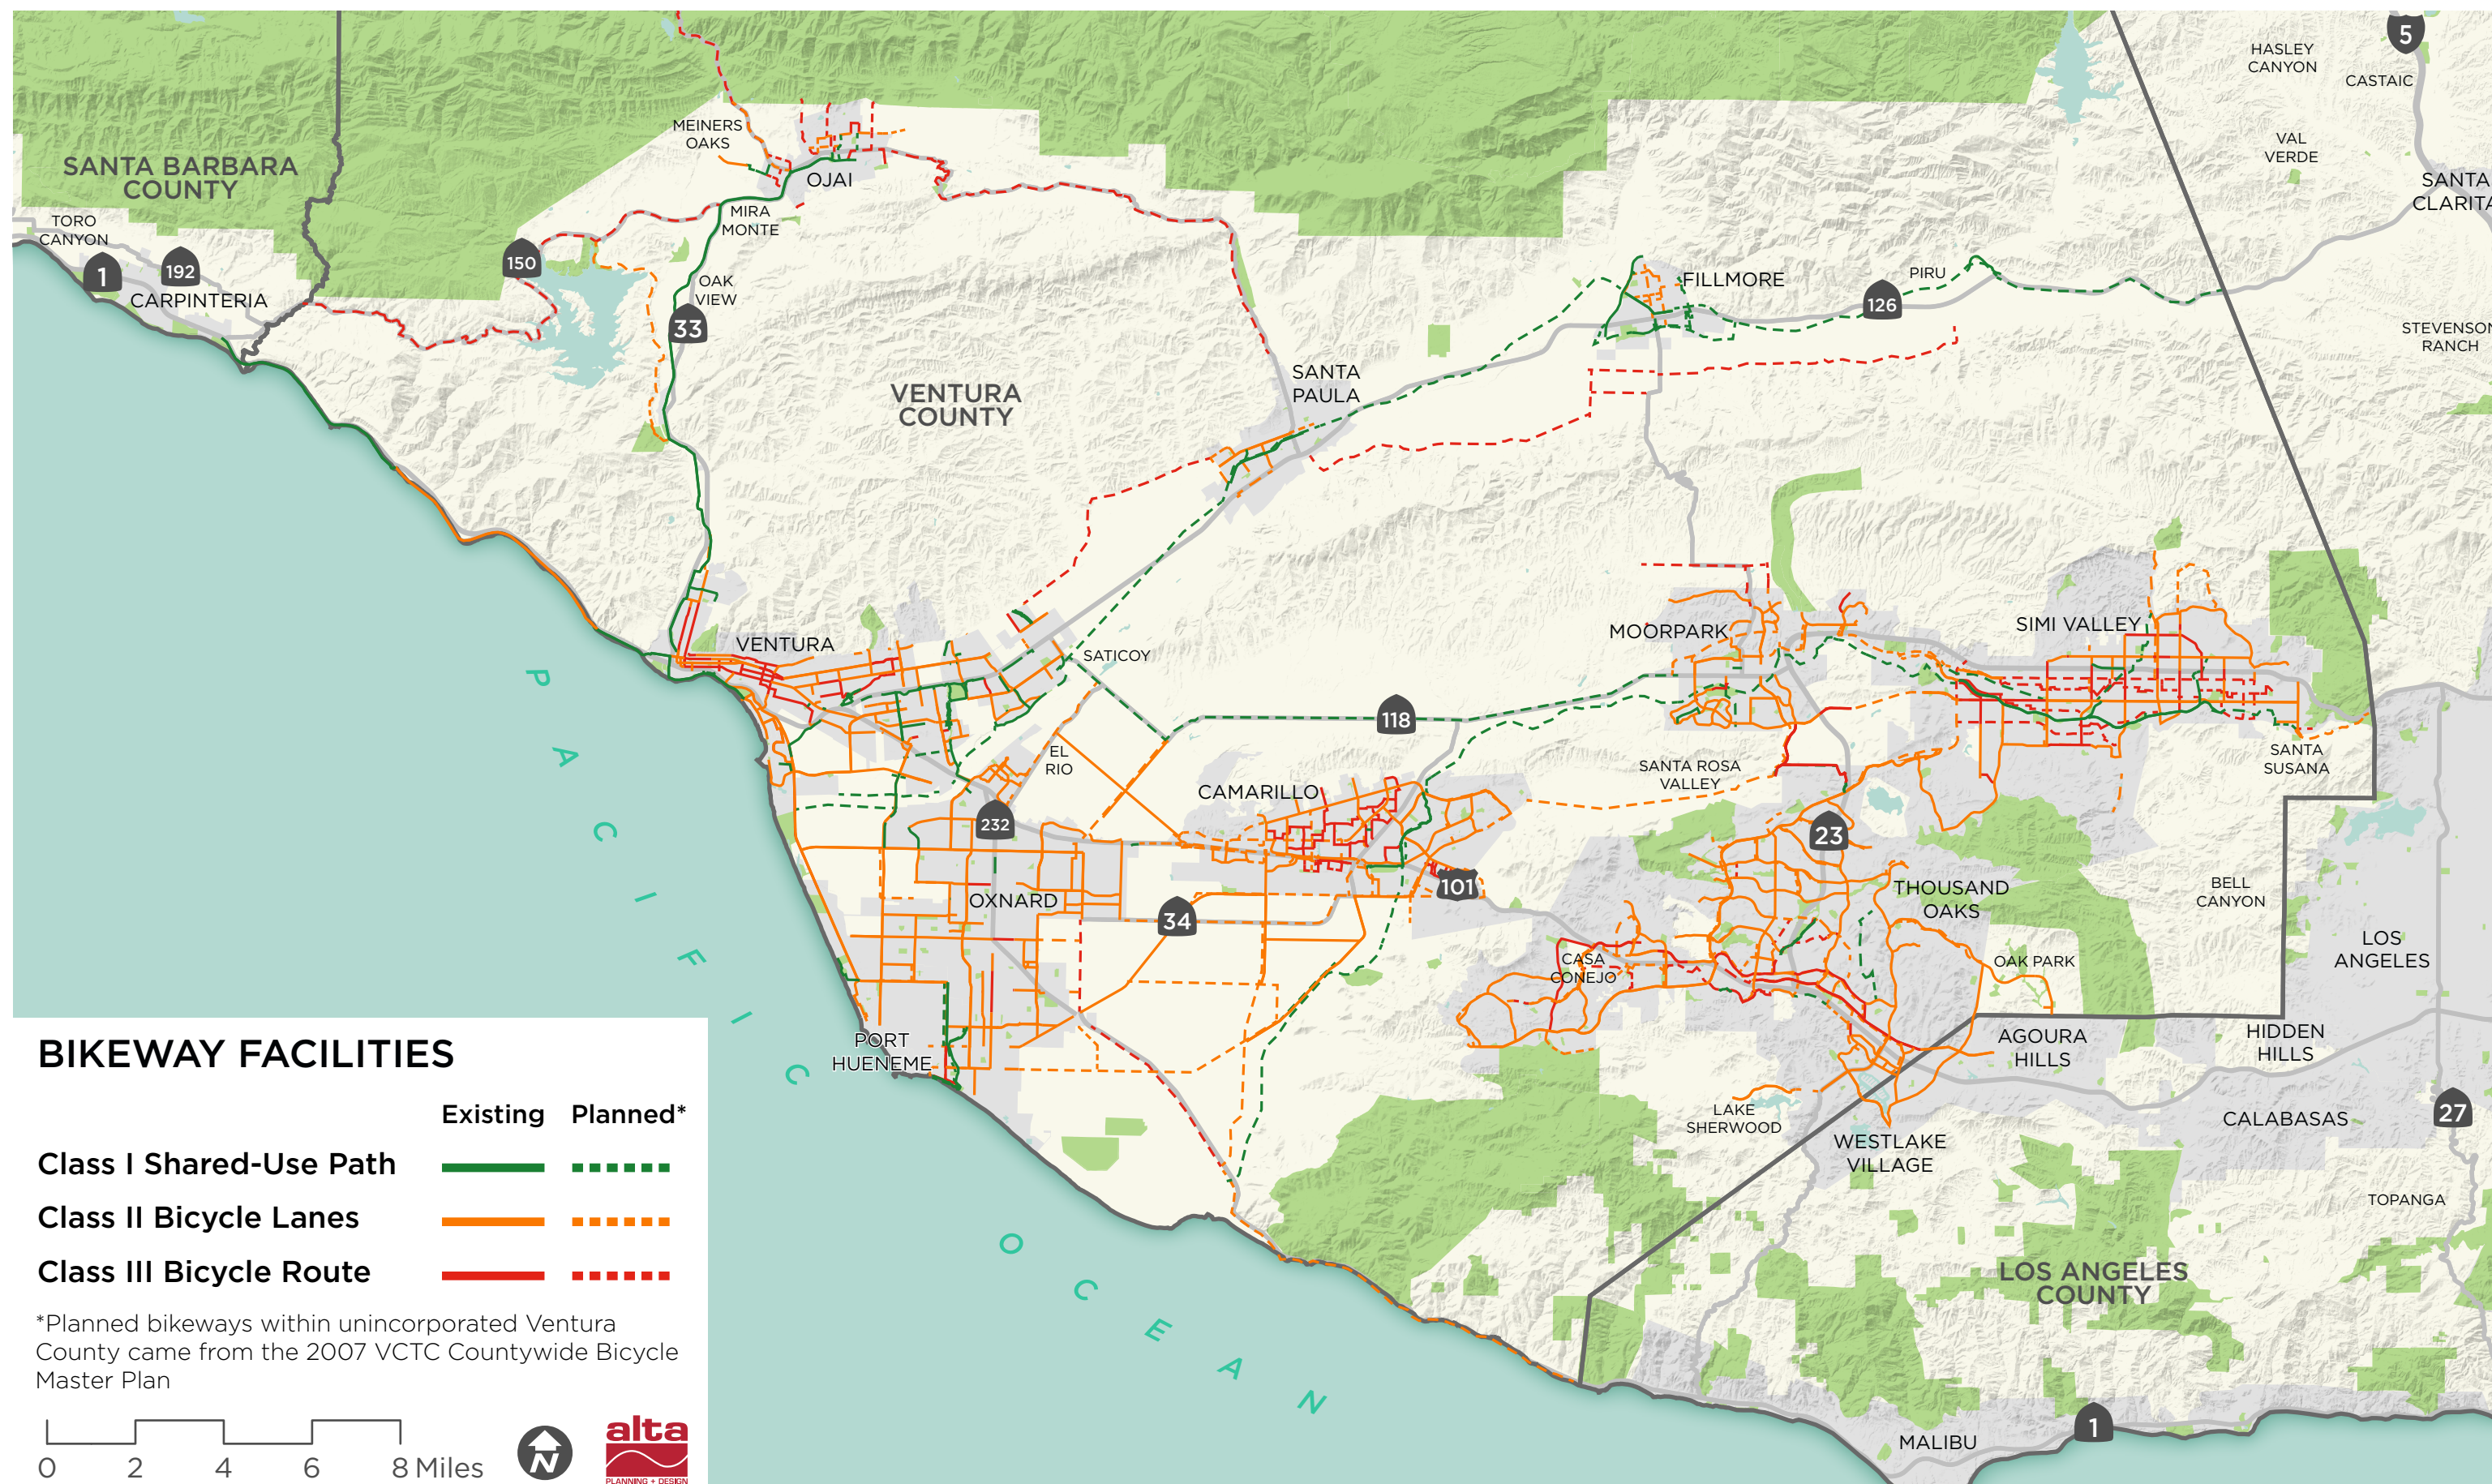 5
HASLEY
CANYON
CASTAIC
MEINERS
OAKS
VAL
VERDE
SANTA BARBARA
COUNTY
OJAI
SANTA
CLARITA
TORO
CANYON
MIRA
MONTE
1
192
150
CARPINTERIA
OAK
VIEW
33
FILLMORE
PIRU
126
STEVENSON
RANCH
VENTURA
COUNTY
SANTA
PAULA
VENTURA
SATICOY
MOORPARK
SIMI VALLEY
118
EL
RIO
SANTA ROSA
VALLEY
SANTA
SUSANA
CAMARILLO
232
23
101
OXNARD
34
THOUSAND
OAKS
BELL
CANYON
LOS
ANGELES
CASA
CONEJO
OAK PARK
PORT
HUENEME
AGOURA
HILLS
HIDDEN
HILLS
LAKE
SHERWOOD
WESTLAKE
VILLAGE
CALABASAS
27
TOPANGA
LOS ANGELES
COUNTY
1
MALIBU
PACIFIC OCEAN
BIKEWAY FACILITIES
Existing Planned*
Class I Shared-Use Path
Class II Bicycle Lanes
Class III Bicycle Route
*Planned bikeways within unincorporated Ventura
County came from the 2007 VCTC Countywide Bicycle
Master Plan
0 2 4 6 8 Miles
N
alta
PLANNING + DESIGN